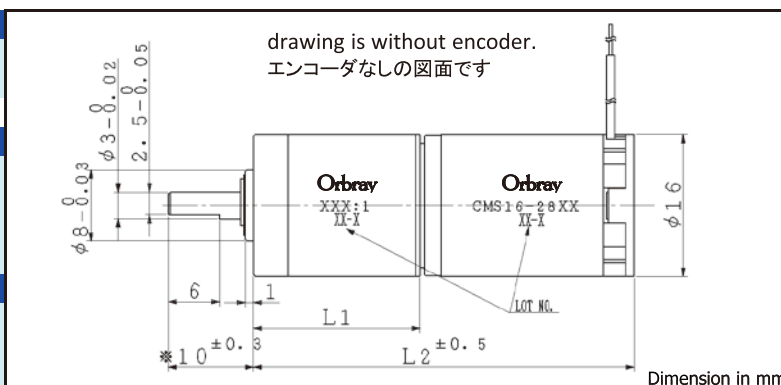 drawing is without encoder.
エンコーダなしの図面です
φ8-0.03 0
φ3-0.02 0
2.5-0.05 0
Orbray
XXX:1
XX-X
Orbray
CMS16-28XX
XX-X
φ16
6
1
LOT NO.
L1
※10±0.3
L2±0.5
Dimension in mm